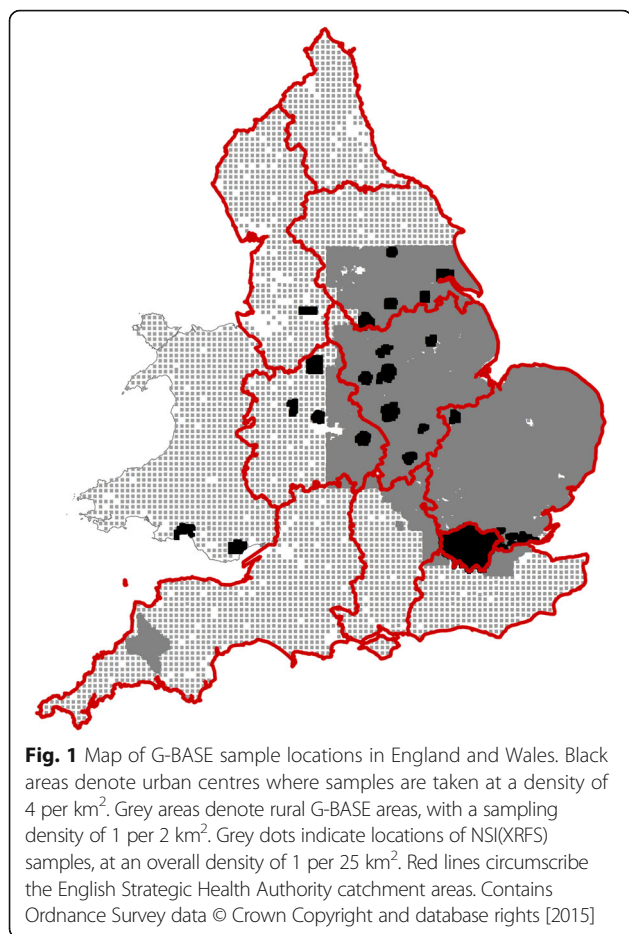 Fig. 1 Map of G-BASE sample locations in England and Wales. Black
areas denote urban centres where samples are taken at a density of
4 per km². Grey areas denote rural G-BASE areas, with a sampling
density of 1 per 2 km². Grey dots indicate locations of NSI(XRFS)
samples, at an overall density of 1 per 25 km². Red lines circumscribe
the English Strategic Health Authority catchment areas. Contains
Ordnance Survey data © Crown Copyright and database rights [2015]